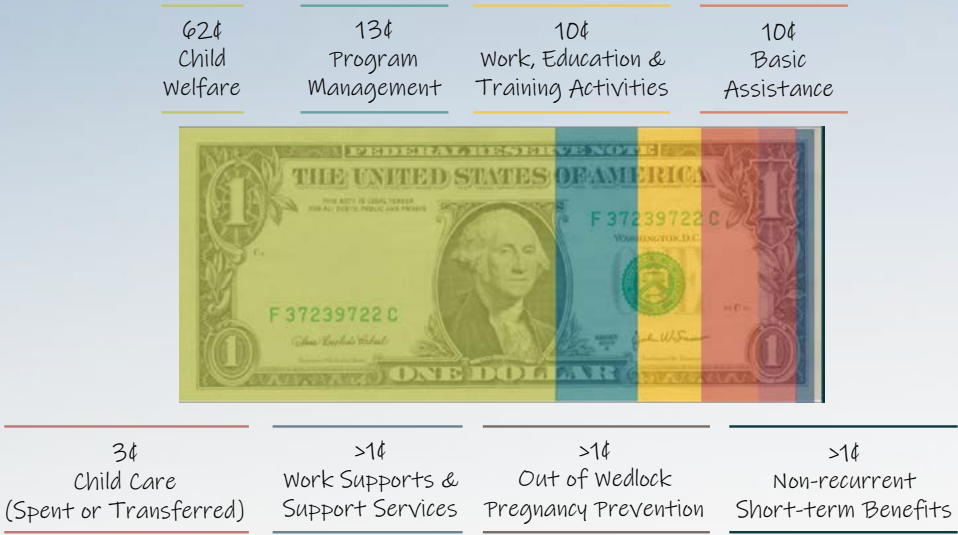 62¢
Child
Welfare
13¢
Program
Management
10¢
Work, Education &
Training Activities
10¢
Basic
Assistance
FEDERAL RESERVE NOTE
THE UNITED STATES OF AMERICA
THIS NOTE IS LEGAL TENDER
FOR ALL DEBTS, PUBLIC AND PRIVATE
F 37239722 C
WASHINGTON, D.C.
F 37239722 C
ONE DOLLAR
1
1
1
1
3¢
Child Care
(Spent or Transferred)
>1¢
Work Supports &
Support Services
>1¢
Out of Wedlock
Pregnancy Prevention
>1¢
Non-recurrent
Short-term Benefits